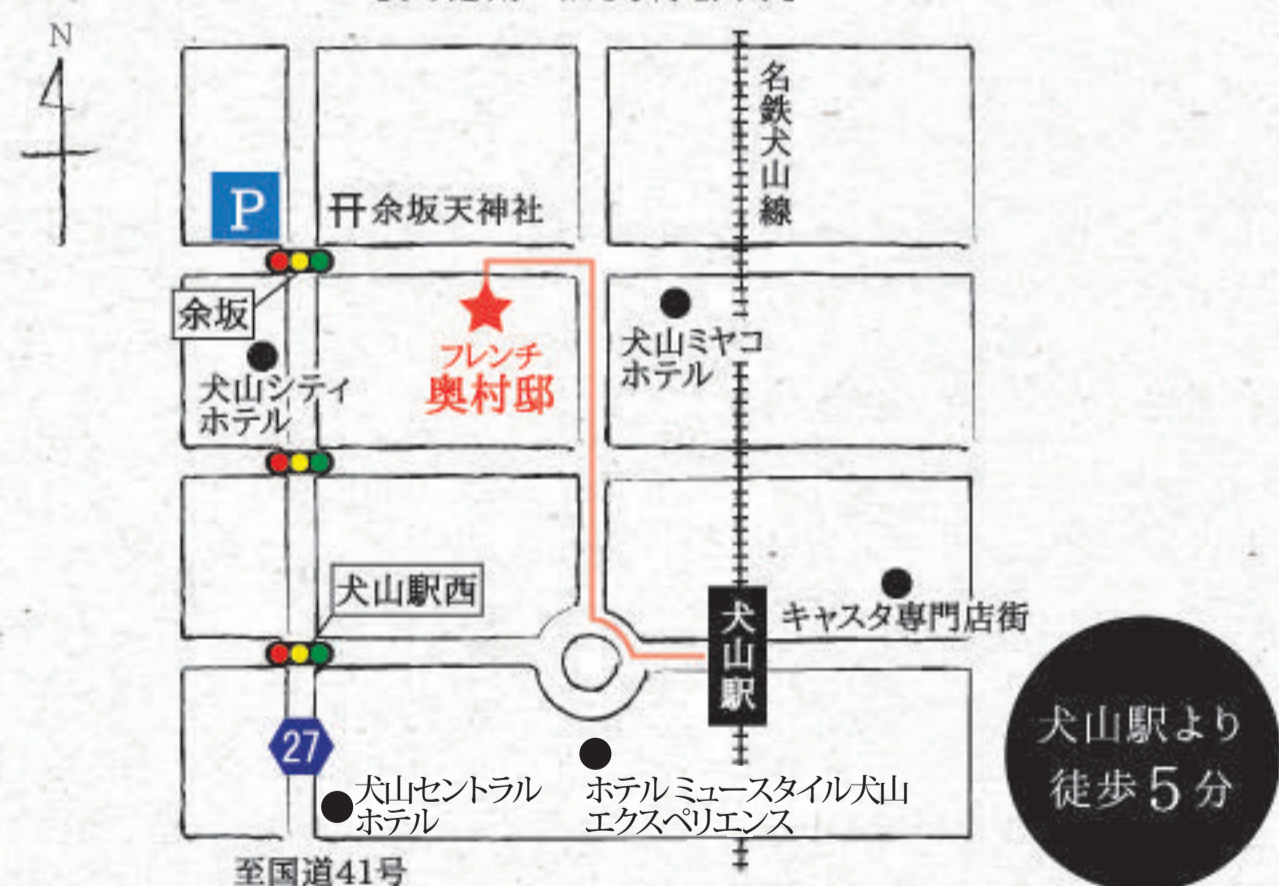 N
名鉄犬山線
P
余坂天神社
余坂
犬山シティ
ホテル
フレンチ
奥村邸
犬山ミヤコ
ホテル
犬山駅西
犬山駅
キャスタ専門店街
27
犬山セントラル
ホテル
ホテル ミュースタイル犬山
エクスペリエンス
犬山駅より
徒歩5分
至国道41号